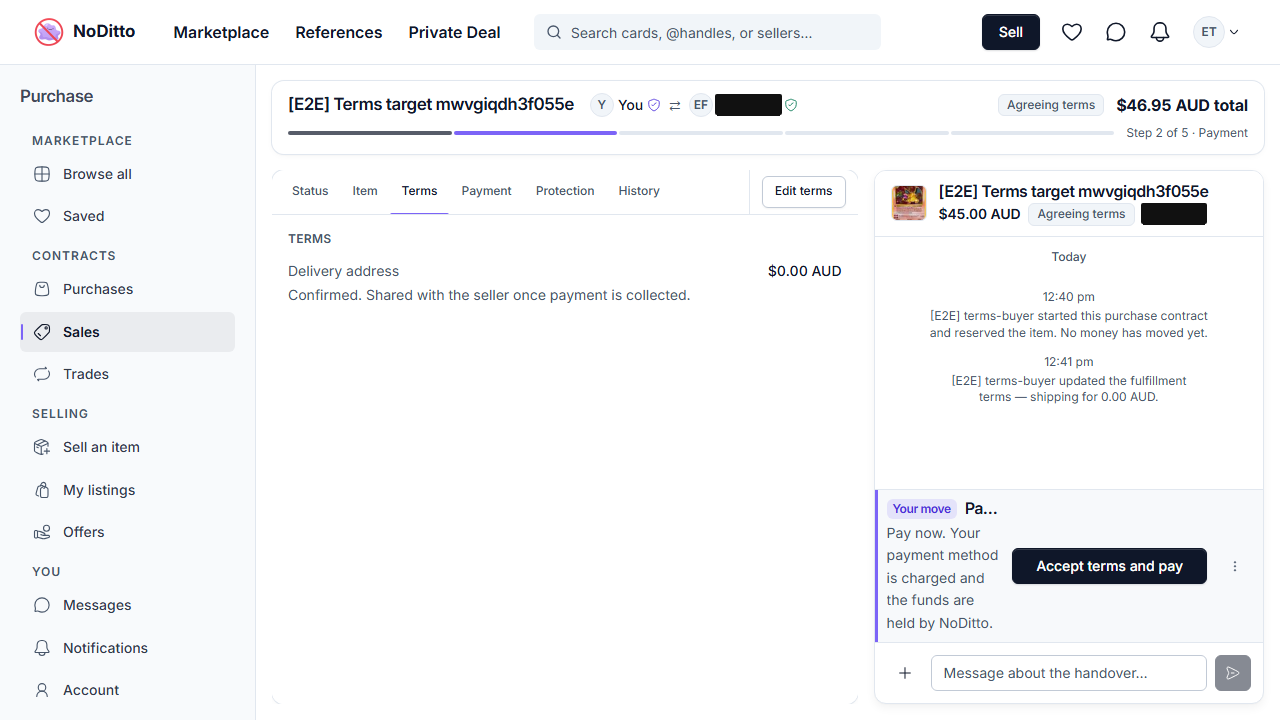 NoDitto
Marketplace
References
Private Deal
Search cards, @handles, or sellers...
Sell
ET
Purchase
MARKETPLACE
Browse all
Saved
CONTRACTS
Purchases
Sales
Trades
SELLING
Sell an item
My listings
Offers
YOU
Messages
Notifications
Account
[E2E] Terms target mwvgiqdh3f055e
Y You
EF
Agreeing terms
$46.95 AUD total
Step 2 of 5 · Payment
Status
Item
Terms
Payment
Protection
History
Edit terms
TERMS
Delivery address
$0.00 AUD
Confirmed. Shared with the seller once payment is collected.
[E2E] Terms target mwvgiqdh3f055e
$45.00 AUD
Agreeing terms
Today
12:40 pm
[E2E] terms-buyer started this purchase contract
and reserved the item. No money has moved yet.
12:41 pm
[E2E] terms-buyer updated the fulfillment
terms — shipping for 0.00 AUD.
Your move
Pa...
Pay now. Your
payment method
is charged and
the funds are
held by NoDitto.
Accept terms and pay
Message about the handover...